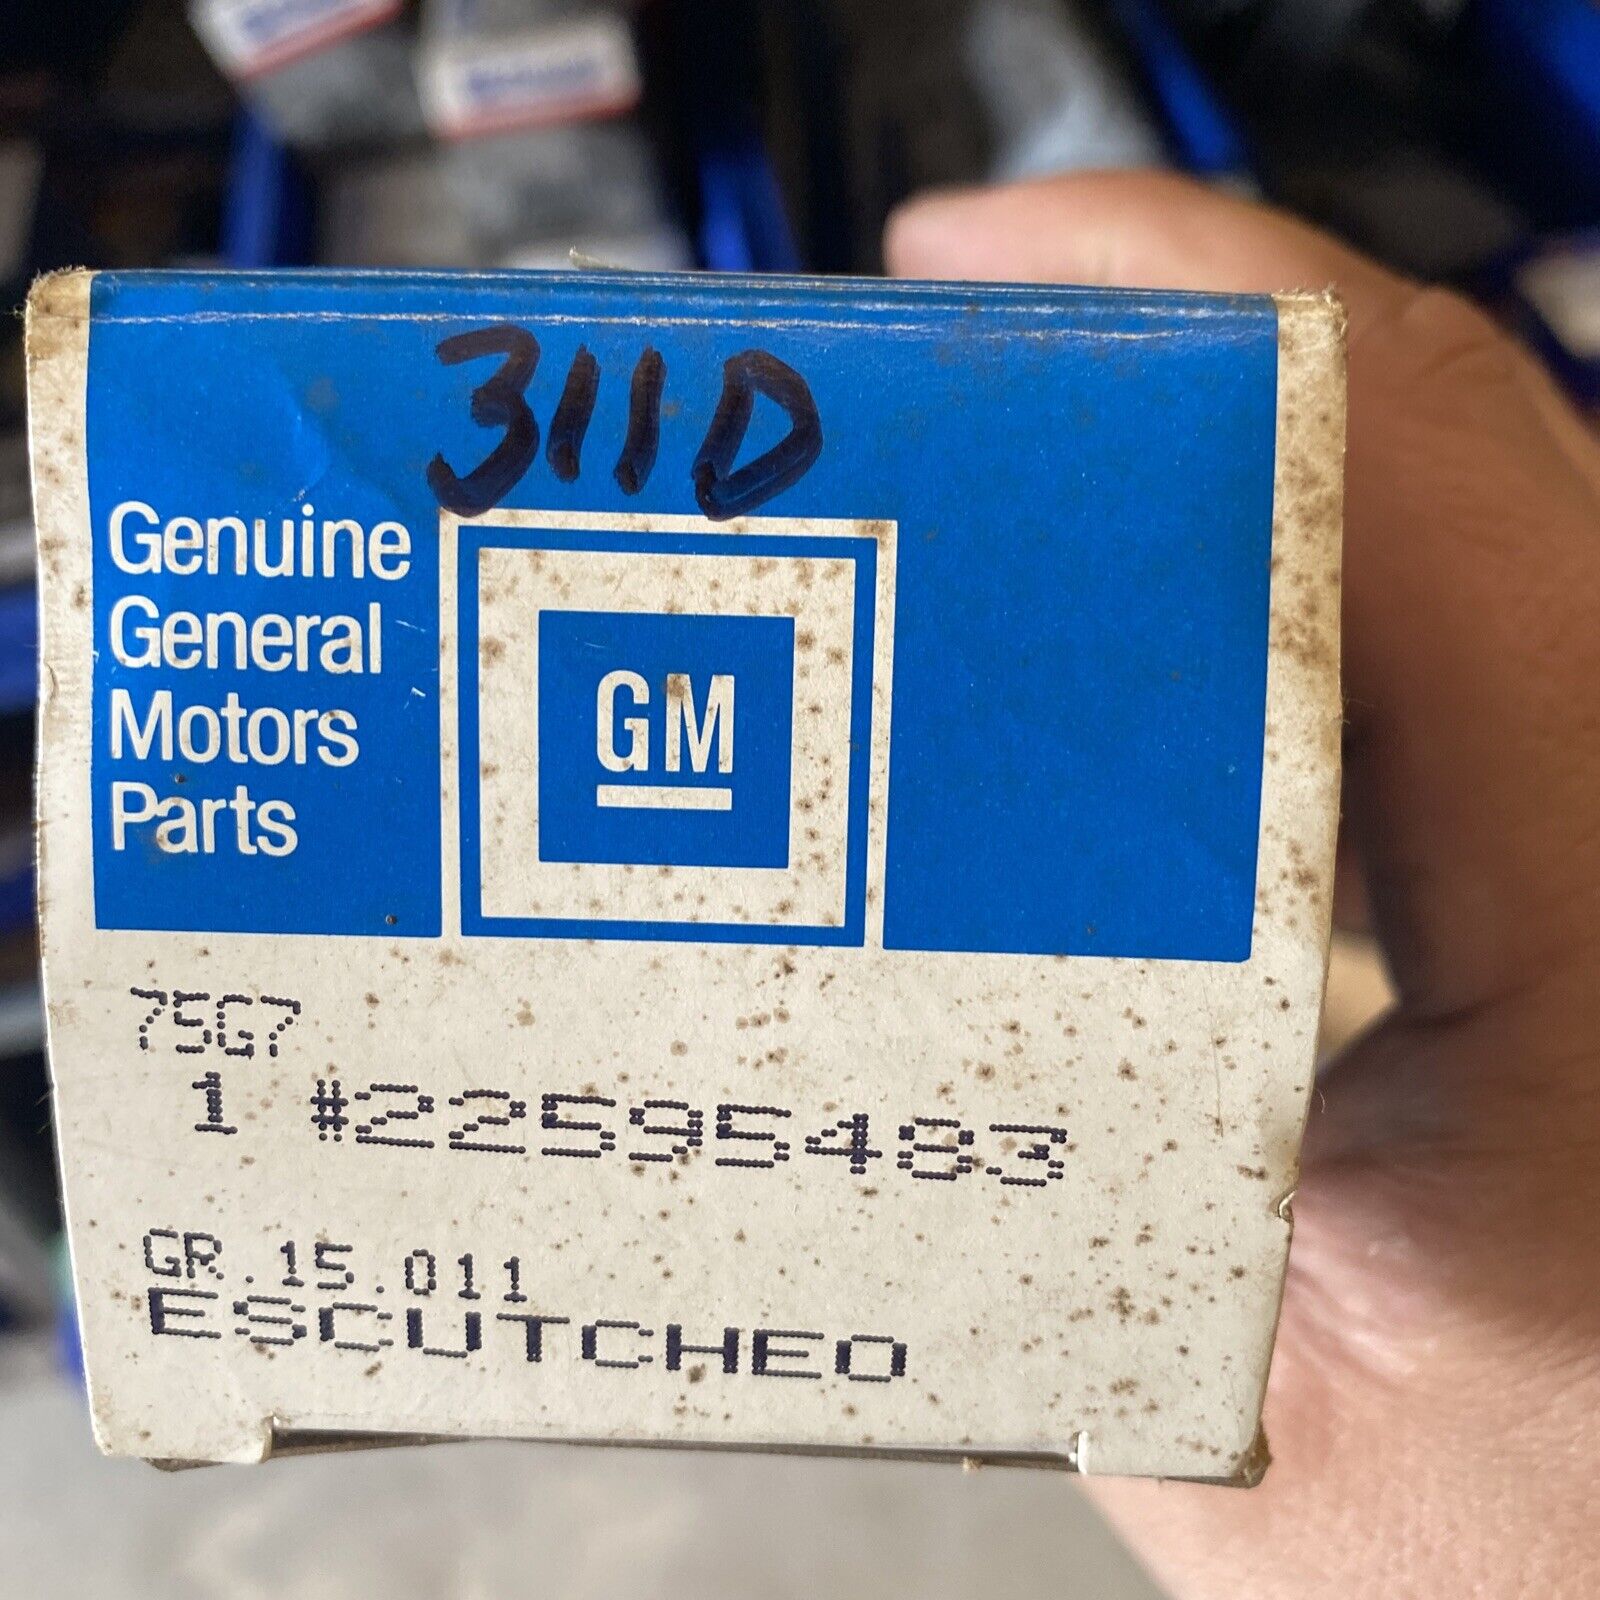 311D
Genuine
General
Motors
Parts
GM
75G7
1 #22595483
GR.15.011
ESCUTCHEO